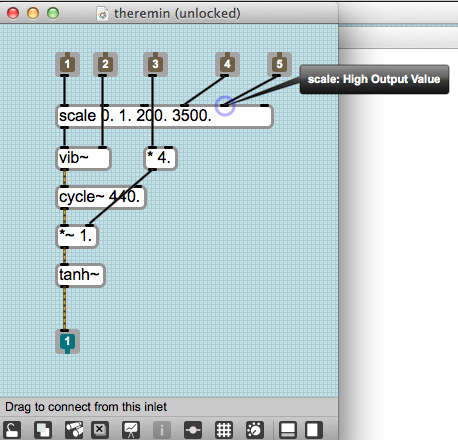 theremin (unlocked)
1 2 3 4 5
scale: High Output Value
scale 0. 1. 200. 3500.
vib~ * 4.
cycle~ 440.
*~ 1.
tanh~
1
Drag to connect from this inlet